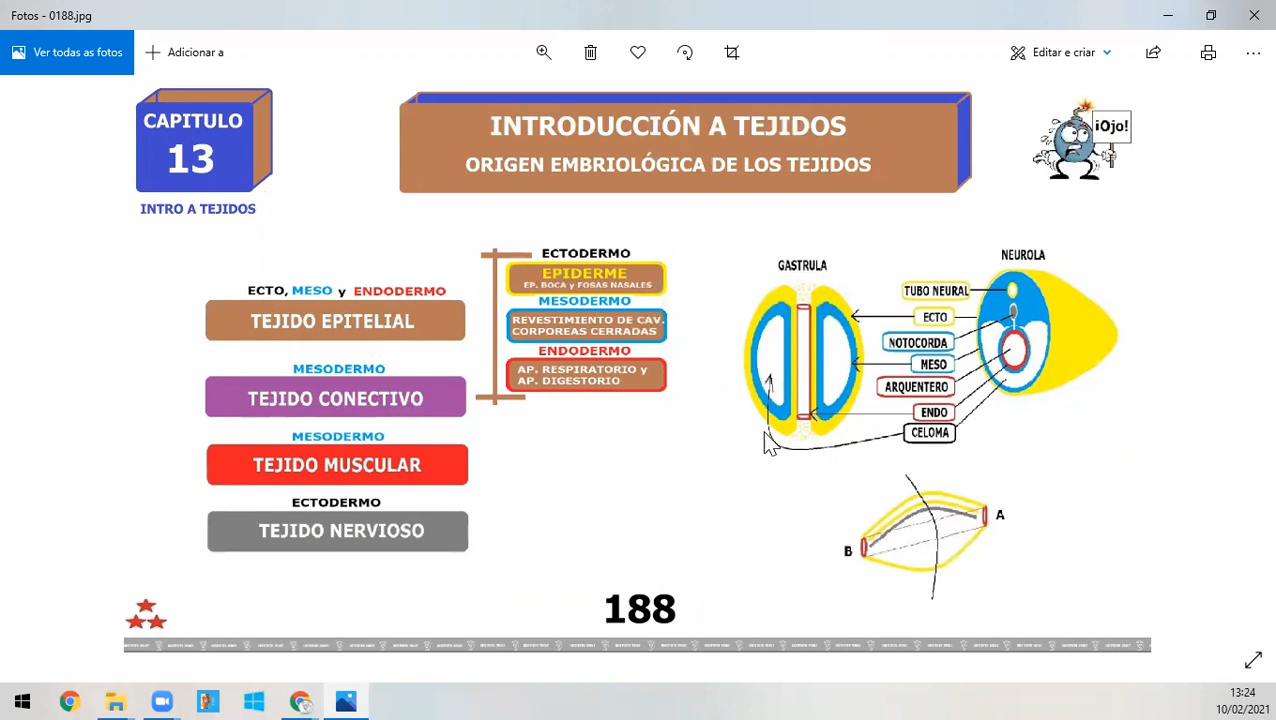 Fotos - 0188.jpg
Ver todas as fotos
Adicionar a
Editar e criar
CAPITULO
13
INTRO A TEJIDOS
INTRODUCCIÓN A TEJIDOS
ORIGEN EMBRIOLÓGICA DE LOS TEJIDOS
¡Ojo!
ECTO, MESO y ENDODERMO
TEJIDO EPITELIAL
MESODERMO
TEJIDO CONECTIVO
MESODERMO
TEJIDO MUSCULAR
ECTODERMO
TEJIDO NERVIOSO
ECTODERMO
EPIDERME
EP. BOCA y FOSAS NASALES
MESODERMO
REVESTIMIENTO DE CAV.
CORPOREAS CERRADAS
ENDODERMO
AP. RESPIRATORIO y
AP. DIGESTORIO
GASTRULA
NEUROLA
TUBO NEURAL
ECTO
NOTOCORDA
MESO
ARQUENTERO
ENDO
CELOMA
A
B
188
13:24
10/02/2021